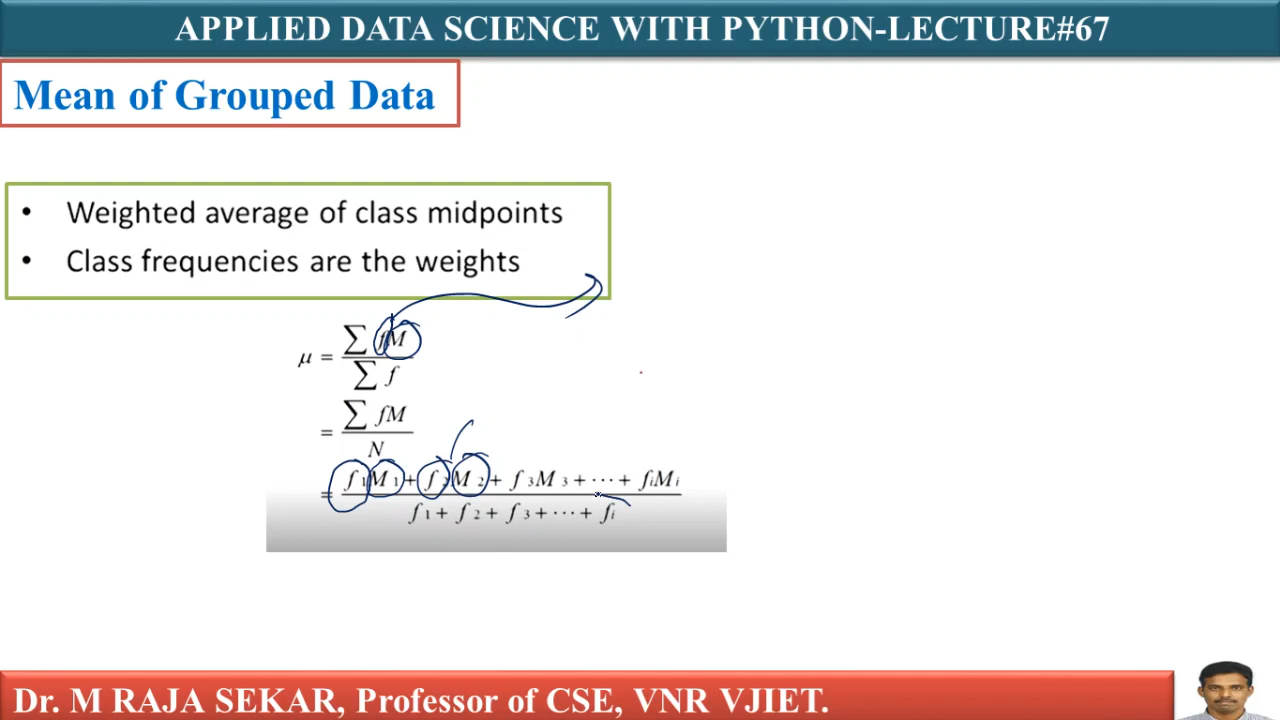 APPLIED DATA SCIENCE WITH PYTHON-LECTURE#67
Mean of Grouped Data
• Weighted average of class midpoints
• Class frequencies are the weights
μ = ∑ fM / ∑ f
= ∑ fM / N
= f₁M₁ + f₂M₂ + f₃M₃ + ··· + fᵢMᵢ / f₁ + f₂ + f₃ + ··· + fᵢ
Dr. M RAJA SEKAR, Professor of CSE, VNR VJIET.